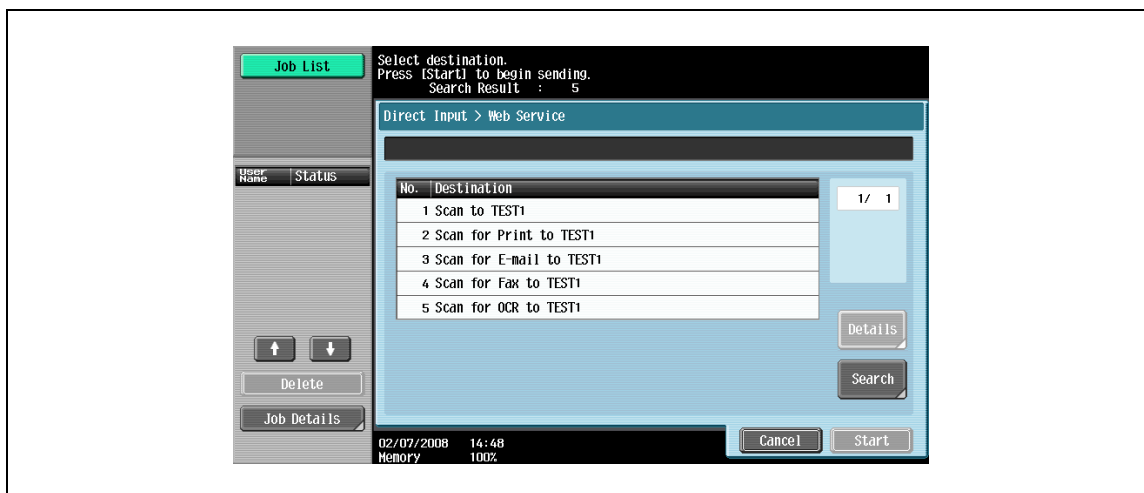 Job List
Select destination.
Press [Start] to begin sending.
Search Result : 5
Direct Input > Web Service
User Name Status
No. Destination
1 Scan to TEST1
2 Scan for Print to TEST1
3 Scan for E-mail to TEST1
4 Scan for Fax to TEST1
5 Scan for OCR to TEST1
1/ 1
Details
Search
Delete
Job Details
02/07/2008 14:48
Memory 100%
Cancel
Start